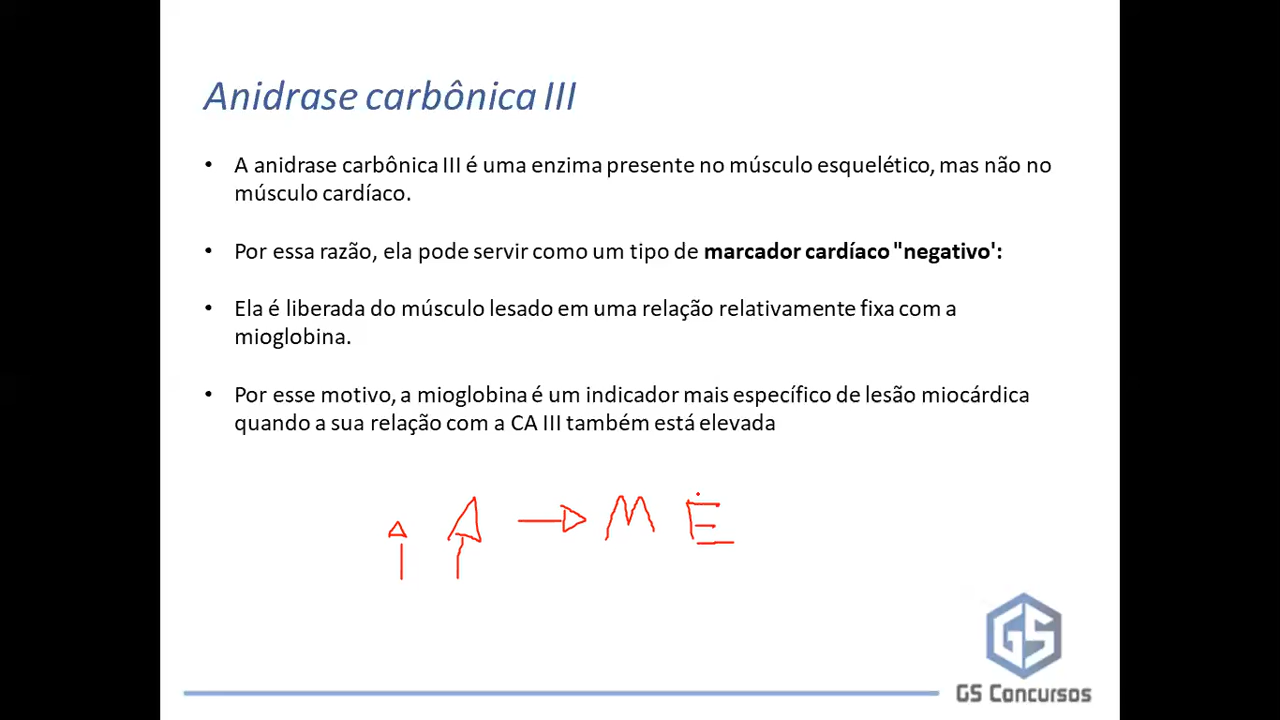 Anidrase carbônica III
• A anidrase carbônica III é uma enzima presente no músculo esquelético, mas não no
músculo cardíaco.
• Por essa razão, ela pode servir como um tipo de marcador cardíaco "negativo':
• Ela é liberada do músculo lesado em uma relação relativamente fixa com a
mioglobina.
• Por esse motivo, a mioglobina é um indicador mais específico de lesão miocárdica
quando a sua relação com a CA III também está elevada
M E
GS
GS Concursos